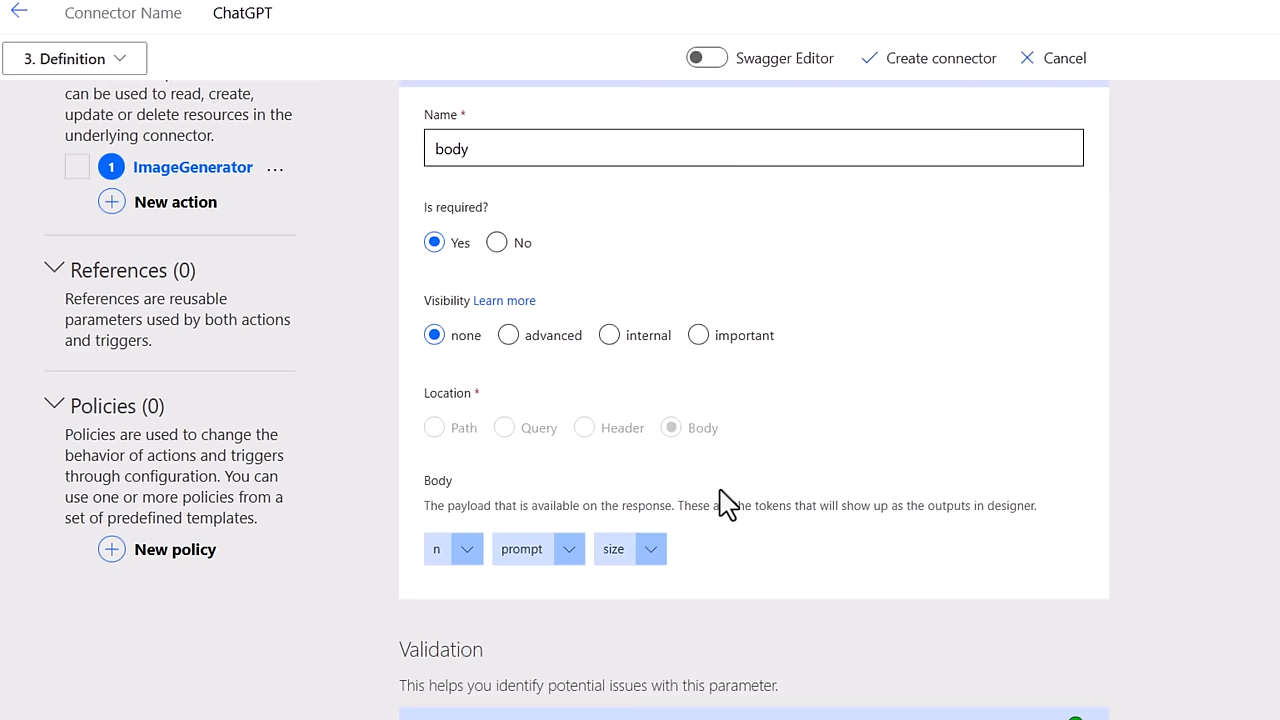 Connector Name ChatGPT
3. Definition
Swagger Editor Create connector Cancel
can be used to read, create,
update or delete resources in the
underlying connector.
1 ImageGenerator ...
New action
References (0)
References are reusable
parameters used by both actions
and triggers.
Policies (0)
Policies are used to change the
behavior of actions and triggers
through configuration. You can
use one or more policies from a
set of predefined templates.
New policy
Name *
body
Is required?
Yes No
Visibility Learn more
none advanced internal important
Location *
Path Query Header Body
Body
The payload that is available on the response. These the tokens that will show up as the outputs in designer.
n prompt size
Validation
This helps you identify potential issues with this parameter.